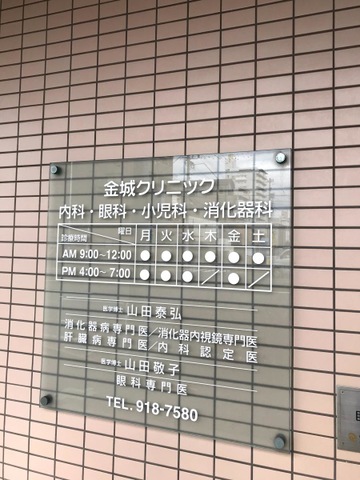 金城クリニック
内科・眼科・小児科・消化器科
診療時間 曜日 月 火 水 木 金 土
AM 9:00~12:00 ● ● ● ● ● ●
PM 4:00~ 7:00 ● ● ● ／ ● ／
医学博士 山田泰弘
消化器病専門医／消化器内視鏡専門医
肝臓病専門医／内科認定医
医学博士 山田敬子
眼科専門医
TEL. 918-7580